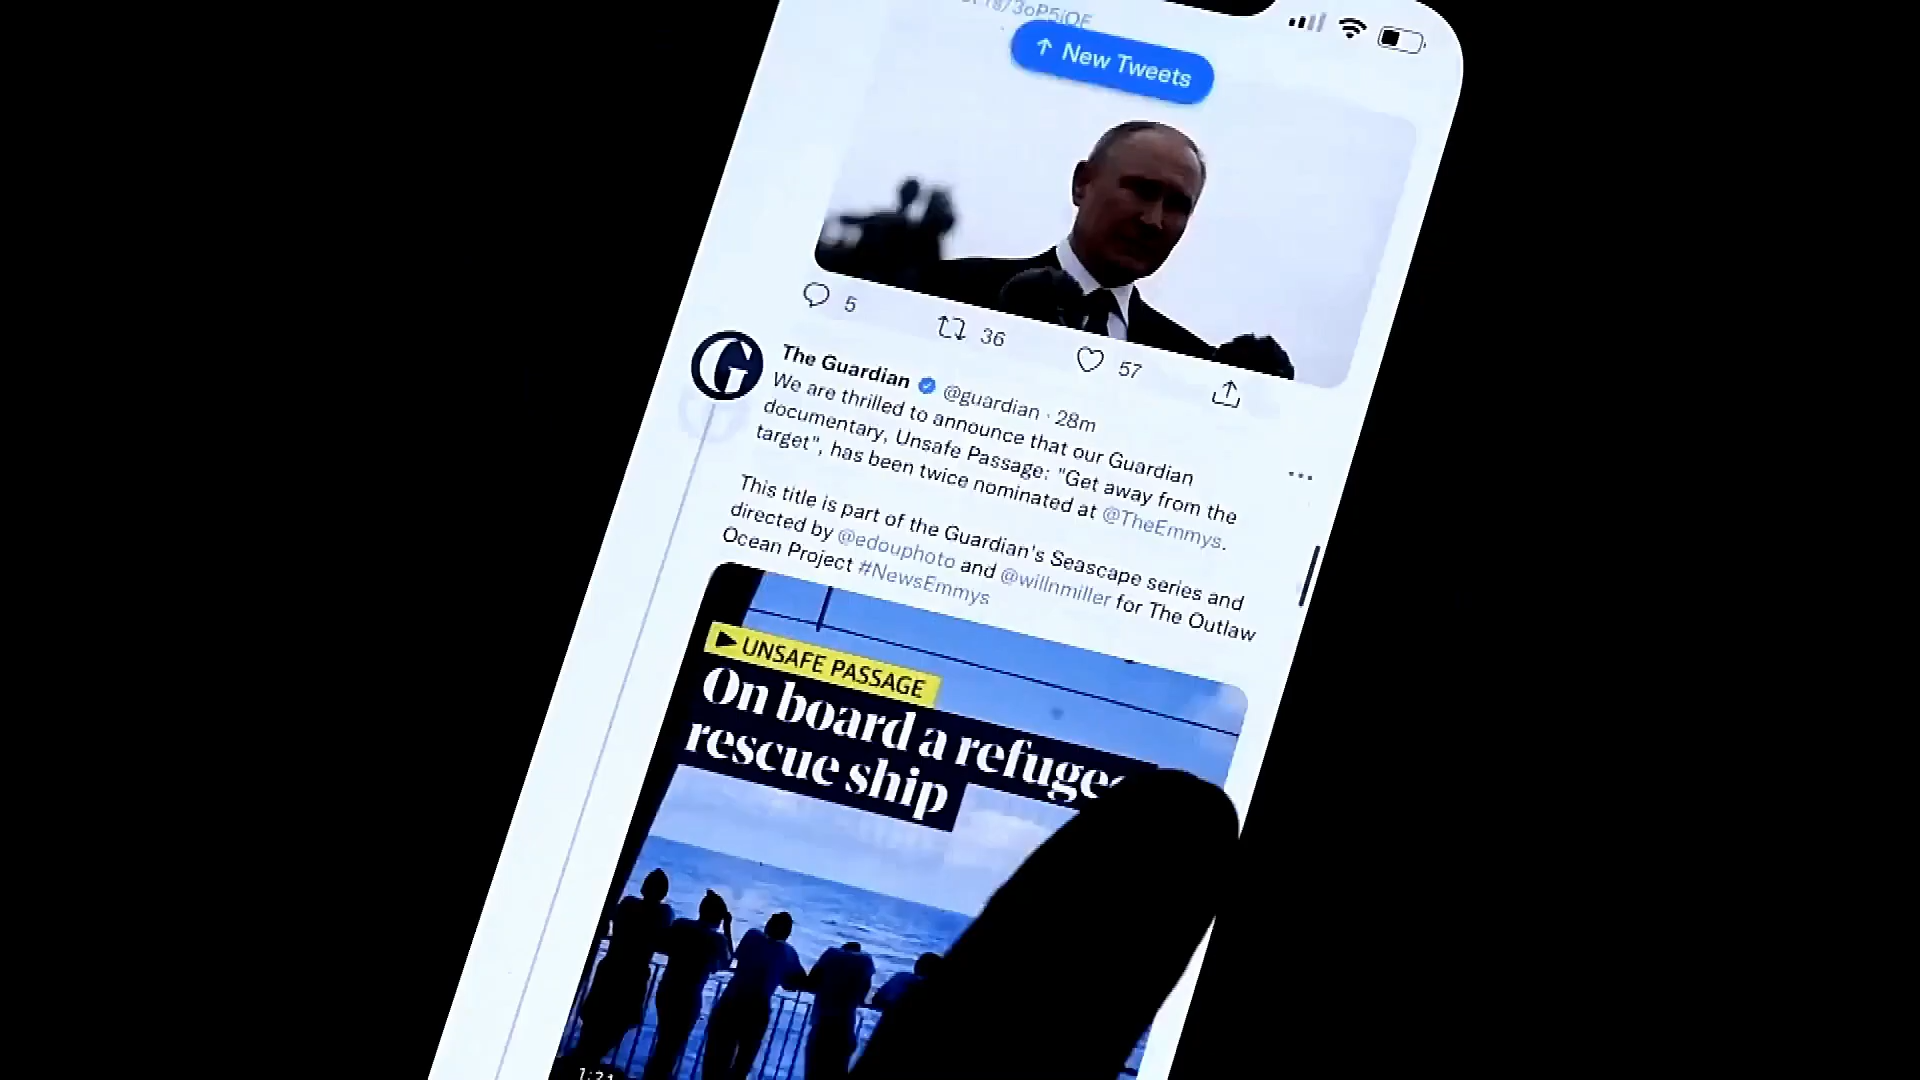 New Tweets
5
36
57
The Guardian @guardian · 28m
We are thrilled to announce that our Guardian
documentary, Unsafe Passage: "Get away from the
target", has been twice nominated at @TheEmmys.
This title is part of the Guardian's Seascape series and
directed by @edouphoto and @willnmiller for The Outlaw
Ocean Project #NewsEmmys
UNSAFE PASSAGE
On board a refugee
rescue ship